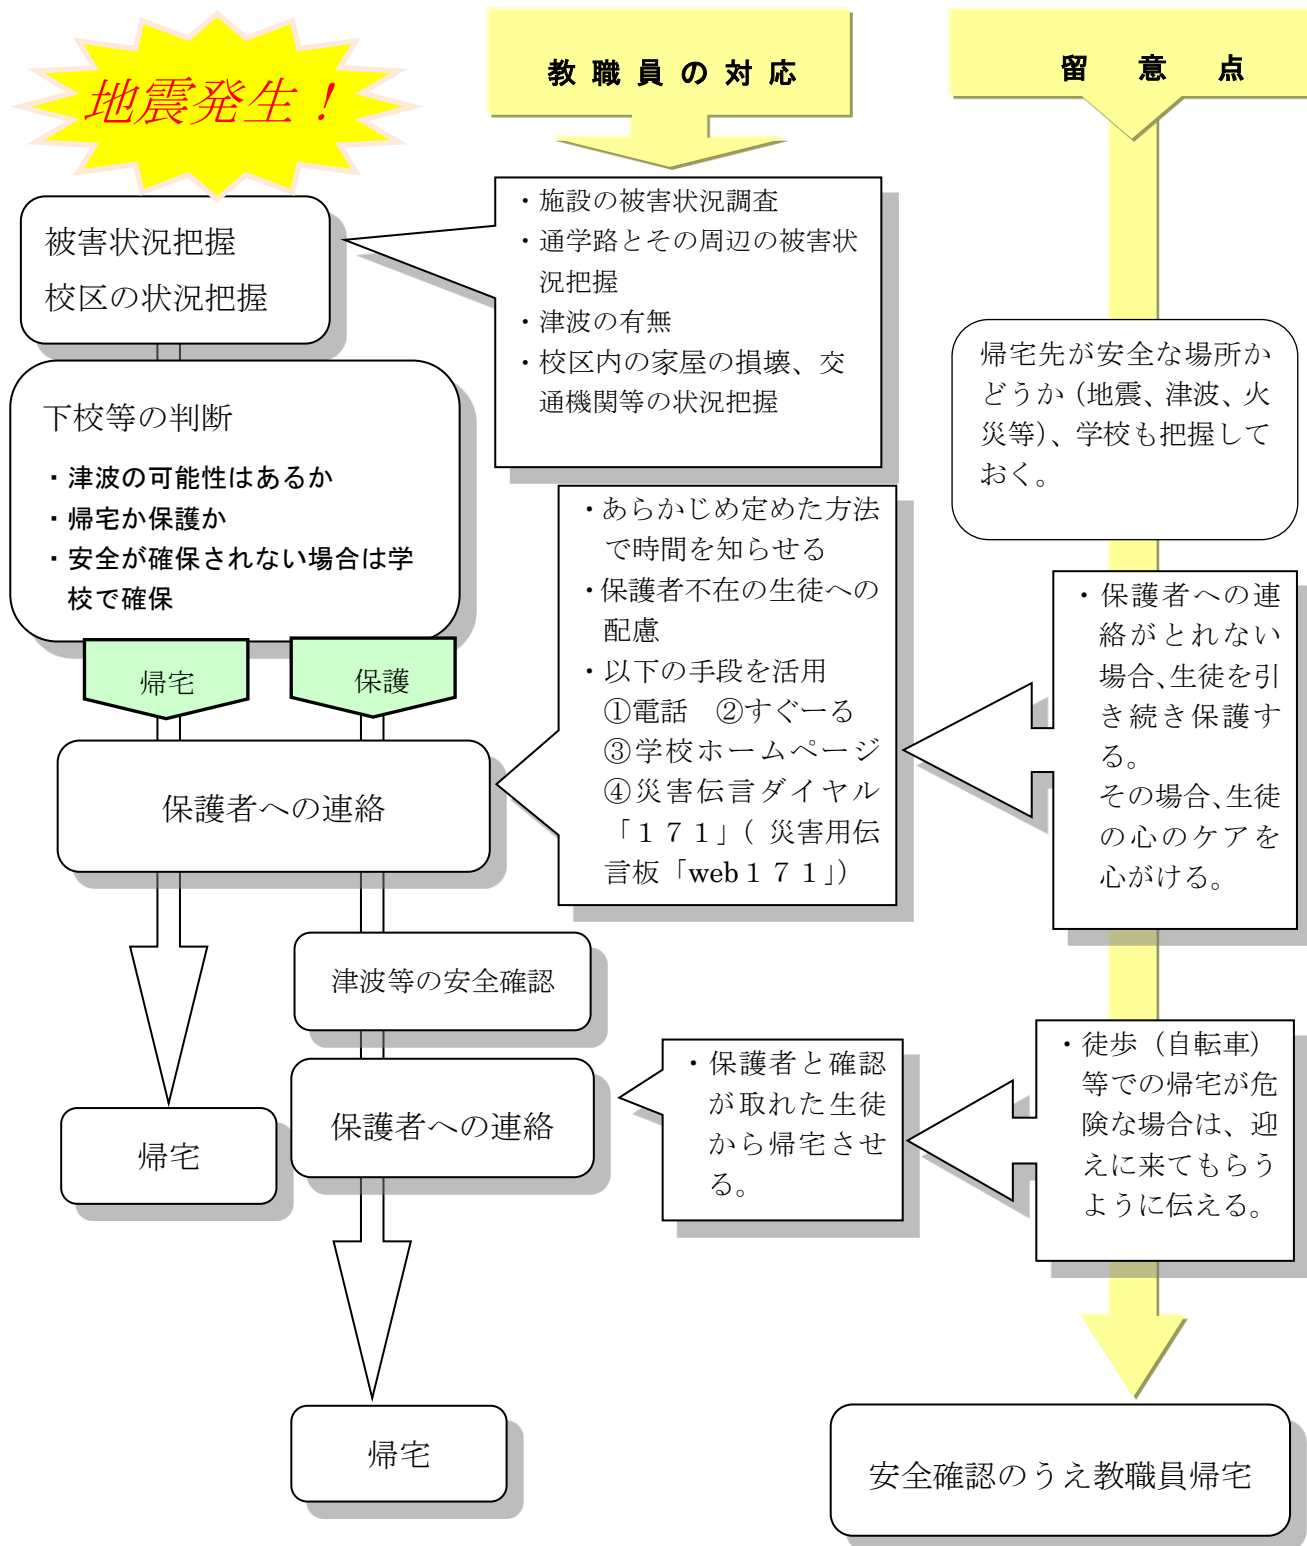 地震発生！
教職員の対応
留意点
被害状況把握
校区の状況把握
・施設の被害状況調査
・通学路とその周辺の被害状
況把握
・津波の有無
・校区内の家屋の損壊、交
通機関等の状況把握
帰宅先が安全な場所か
どうか（地震、津波、火
災等）、学校も把握して
おく。
下校等の判断
・津波の可能性はあるか
・帰宅か保護か
・安全が確保されない場合は学
校で確保
帰宅
保護
・あらかじめ定めた方法
で時間を知らせる
・保護者不在の生徒への
配慮
・以下の手段を活用
①電話　②すぐーる
③学校ホームページ
④災害伝言ダイヤル
「１７１」（災害用伝
言板「web１７１」）
・保護者への連
絡がとれない
場合、生徒を引
き続き保護す
る。
その場合、生徒
の心のケアを
心がける。
保護者への連絡
津波等の安全確認
保護者への連絡
・保護者と確認
が取れた生徒
から帰宅させ
る。
・徒歩（自転車）
等での帰宅が危
険な場合は、迎
えに来てもらう
ように伝える。
帰宅
帰宅
安全確認のうえ教職員帰宅